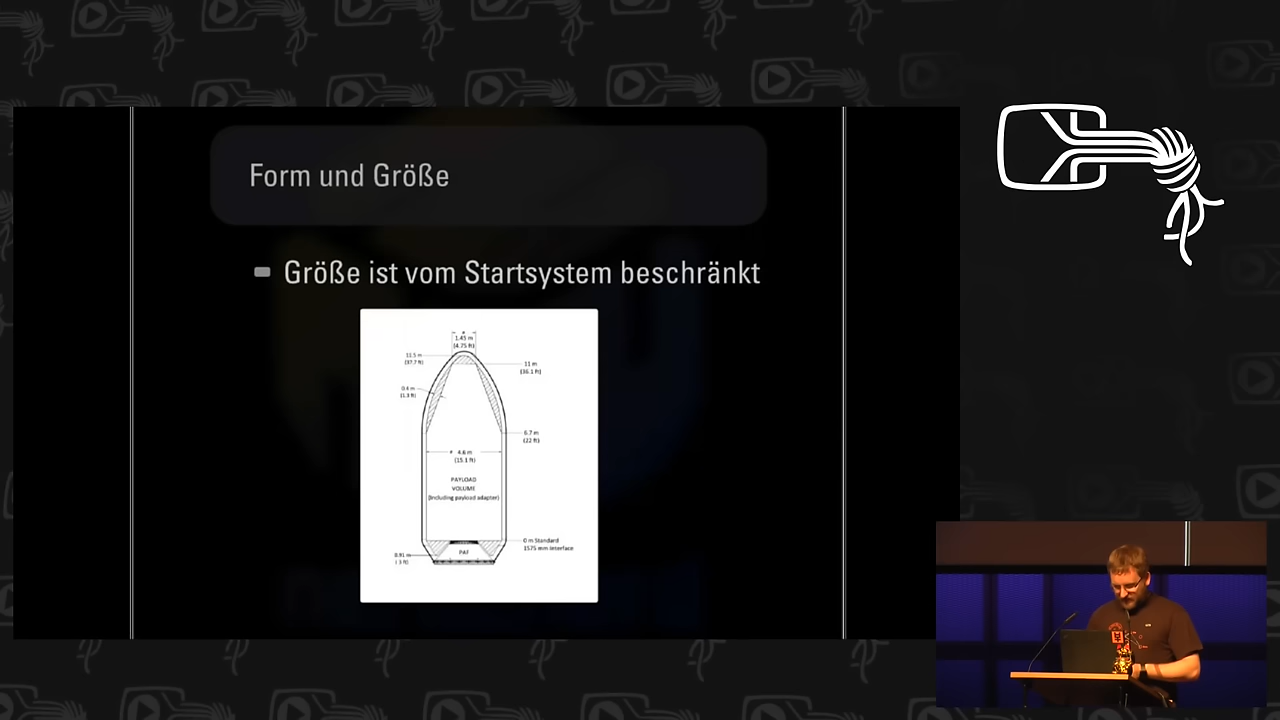 Form und Größe
Größe ist vom Startsystem beschränkt
1.45 m
(4.75 ft)
11.5 m
(37.7 ft)
11 m
(36.1 ft)
0.4 m
(1.3 ft)
6.7 m
(22 ft)
4.6 m
(15.1 ft)
PAYLOAD
VOLUME
(Including payload adapter)
0 m Standard
1575 mm Interface
PAF
0.91 m
( 3 ft)